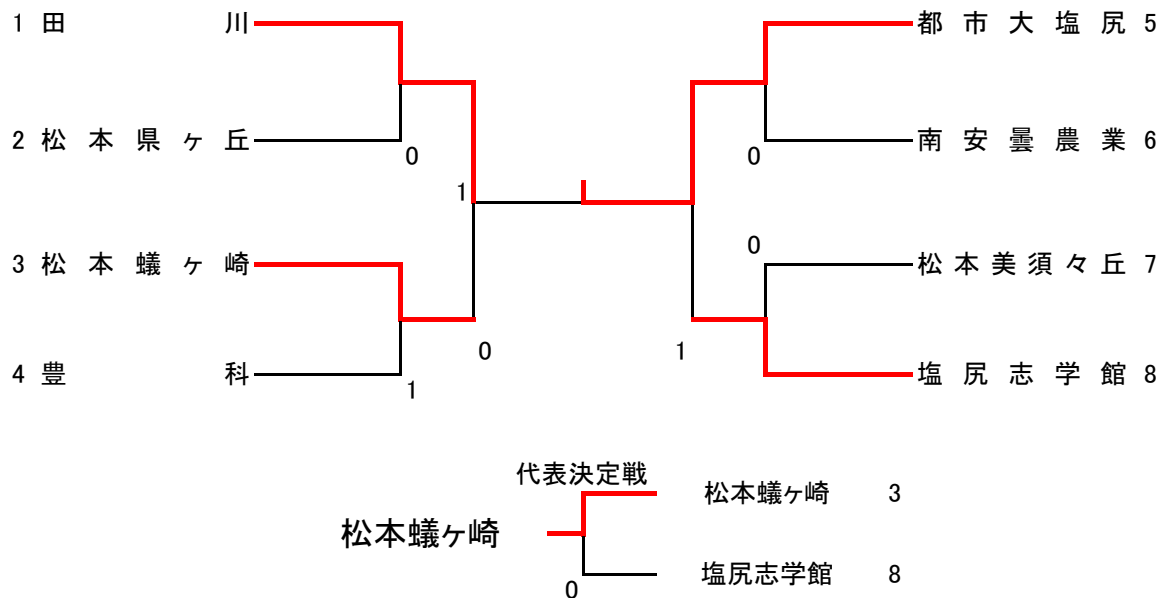 1 田川 都市大塩尻 5
2 松本県ヶ丘 南安曇農業 6
0 0
1
0
3 松本蟻ヶ崎 松本美須々丘 7
0 1
4 豊科 塩尻志学館 8
1
代表決定戦
松本蟻ヶ崎 3
松本蟻ヶ崎
塩尻志学館 8
0